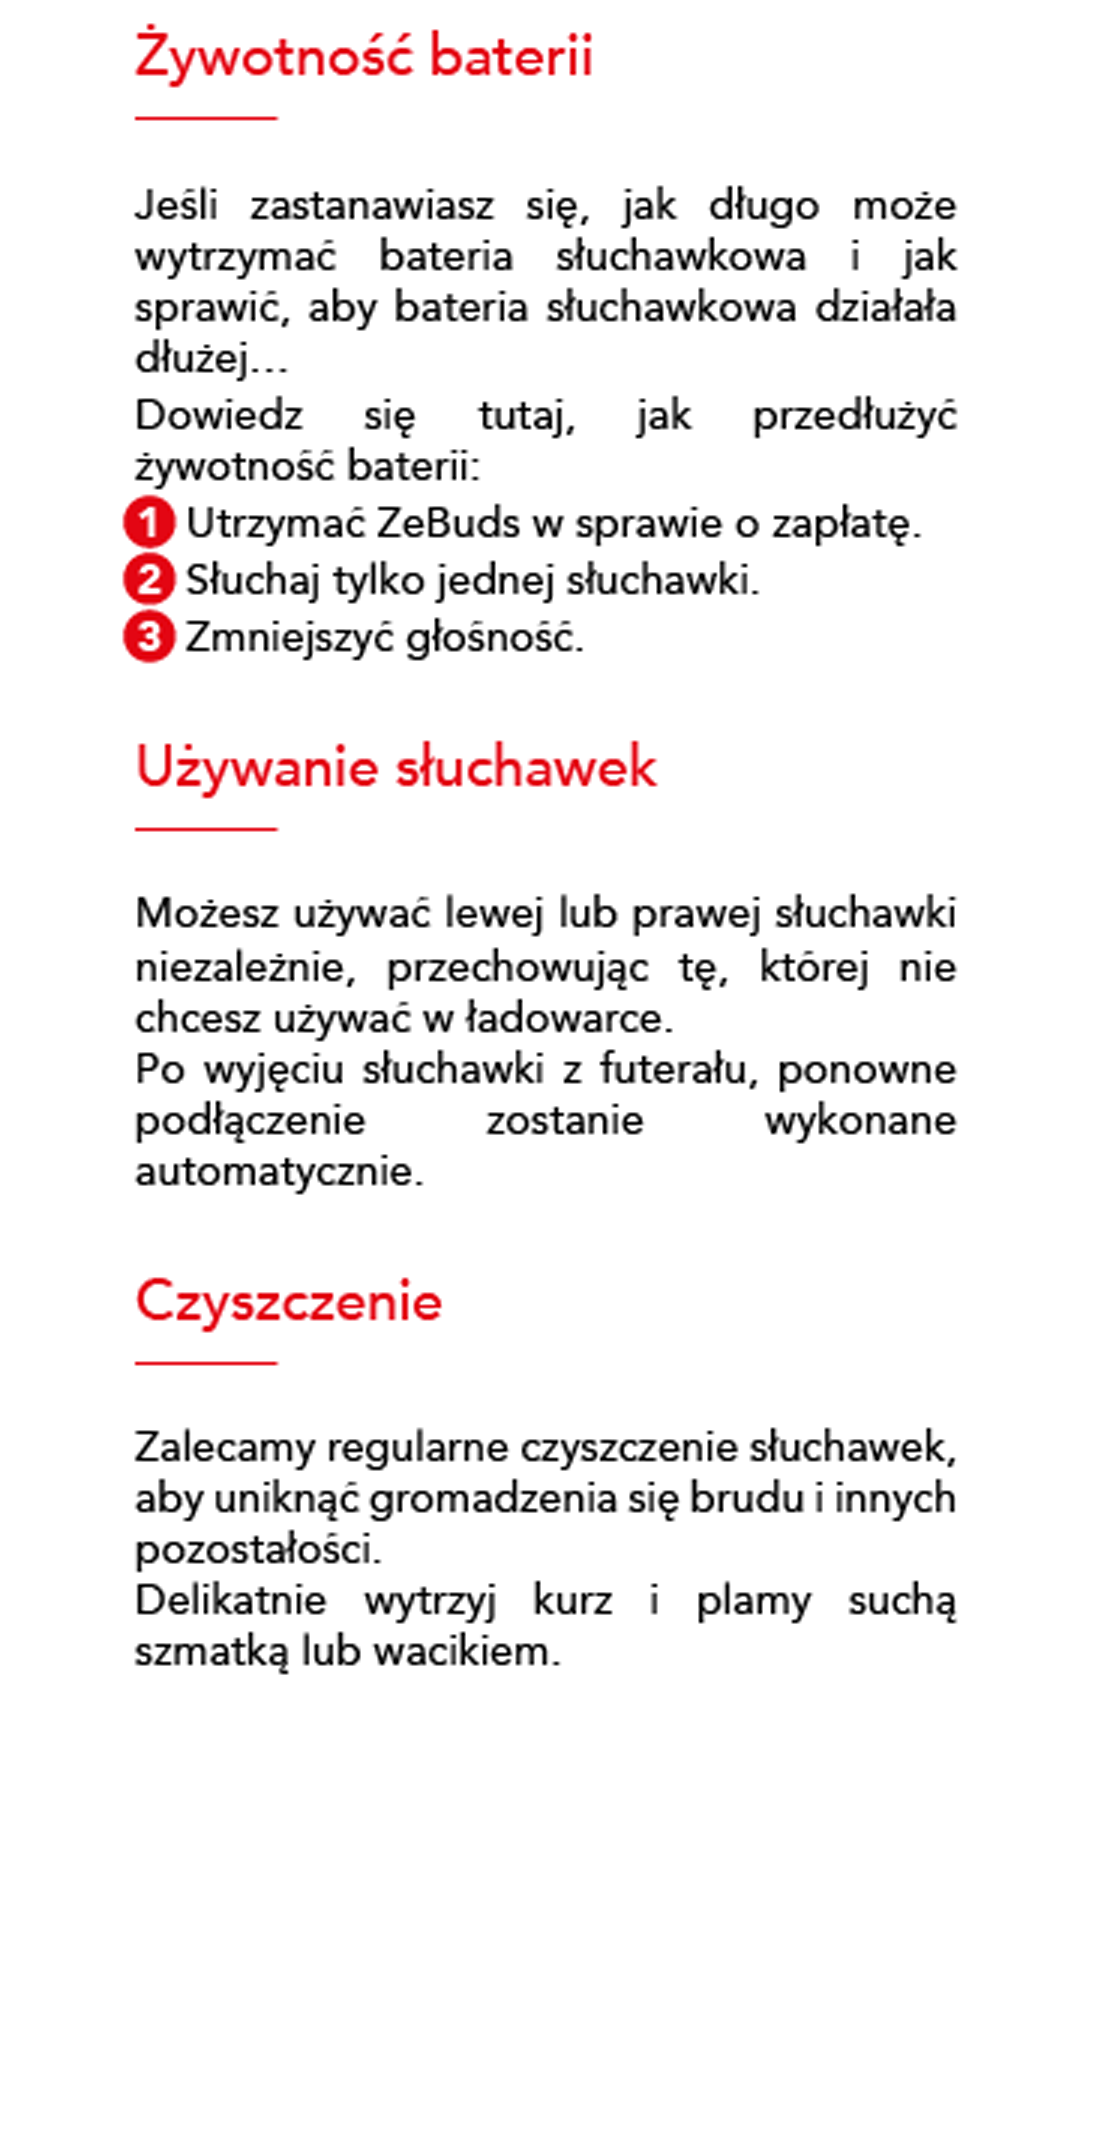 Żywotność baterii
Jeśli zastanawiasz się, jak długo może
wytrzymać bateria słuchawkowa i jak
sprawić, aby bateria słuchawkowa działała
dłużej...
Dowiedz się tutaj, jak przedłużyć
żywotność baterii:
1 Utrzymać ZeBuds w sprawie o zapłatę.
2 Słuchaj tylko jednej słuchawki.
3 Zmniejszyć głośność.
Używanie słuchawek
Możesz używać lewej lub prawej słuchawki
niezależnie, przechowując tę, której nie
chcesz używać w ładowarce.
Po wyjęciu słuchawki z futerału, ponowne
podłączenie zostanie wykonane
automatycznie.
Czyszczenie
Zalecamy regularne czyszczenie słuchawek,
aby uniknąć gromadzenia się brudu i innych
pozostałości.
Delikatnie wytrzyj kurz i plamy suchą
szmatką lub wacikiem.